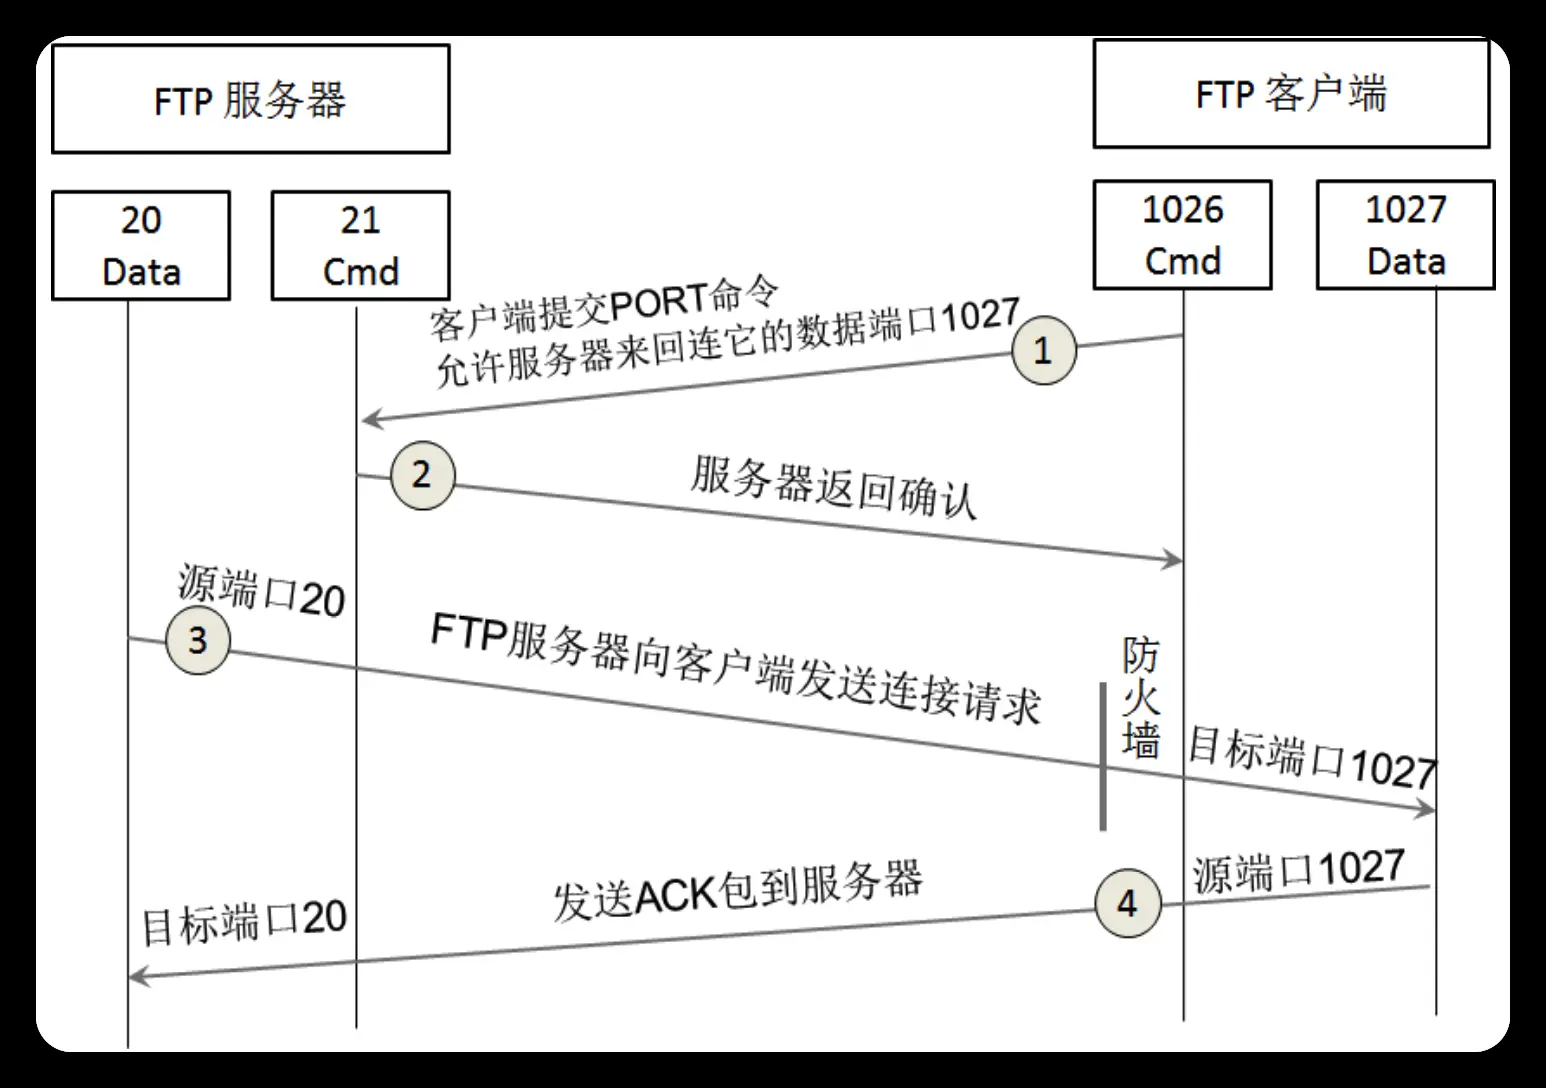 FTP 服务器
FTP 客户端
20
Data
21
Cmd
1026
Cmd
1027
Data
客户端提交PORT命令
允许服务器来回连它的数据端口1027
1
2
服务器返回确认
源端口20
3
FTP服务器向客户端发送连接请求
防火墙
目标端口1027
源端口1027
4
发送ACK包到服务器
目标端口20